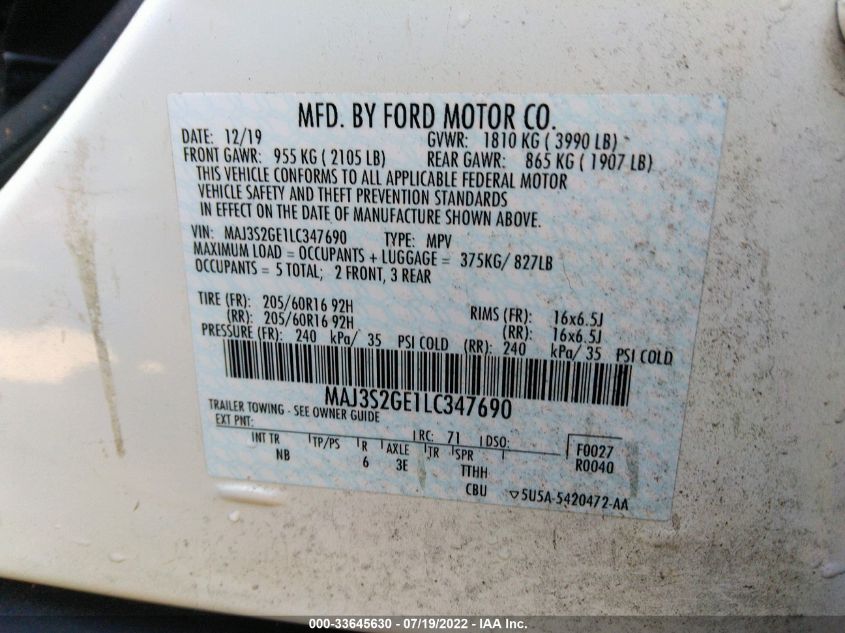 MFD. BY FORD MOTOR CO.
DATE: 12/19 GVWR: 1810 KG ( 3990 LB)
FRONT GAWR: 955 KG ( 2105 LB) REAR GAWR: 865 KG ( 1907 LB)
THIS VEHICLE CONFORMS TO ALL APPLICABLE FEDERAL MOTOR
VEHICLE SAFETY AND THEFT PREVENTION STANDARDS
IN EFFECT ON THE DATE OF MANUFACTURE SHOWN ABOVE.
VIN: MAJ3S2GE1LC347690 TYPE: MPV
MAXIMUM LOAD = OCCUPANTS + LUGGAGE = 375KG/ 827LB
OCCUPANTS = 5 TOTAL; 2 FRONT, 3 REAR
TIRE (FR): 205/60R16 92H RIMS (FR): 16x6.5J
(RR): 205/60R16 92H (RR): 16x6.5J
PRESSURE (FR): 240 kPa/ 35 PSI COLD (RR): 240 kPa/ 35 PSI COLD
MAJ3S2GE1LC347690
TRAILER TOWING - SEE OWNER GUIDE
EXT PNT: RC: 71 DSO: F0027
INT TR TP/PS R AXLE TR SPR R0040
NB 6 3E TTHH
CBU 5U5A-5420472-AA
000-33645630 - 07/19/2022 - IAA Inc.